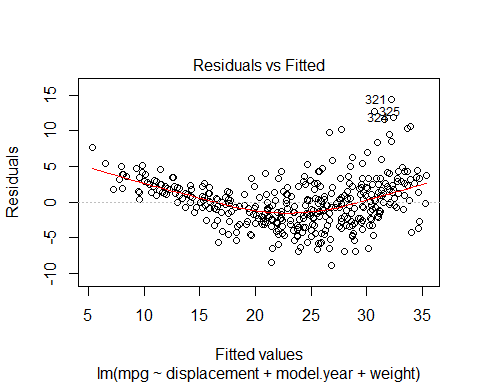 Residuals vs Fitted
Residuals
15
10
5
0
-5
-10
321
325
324
5 10 15 20 25 30 35
Fitted values
lm(mpg ~ displacement + model.year + weight)